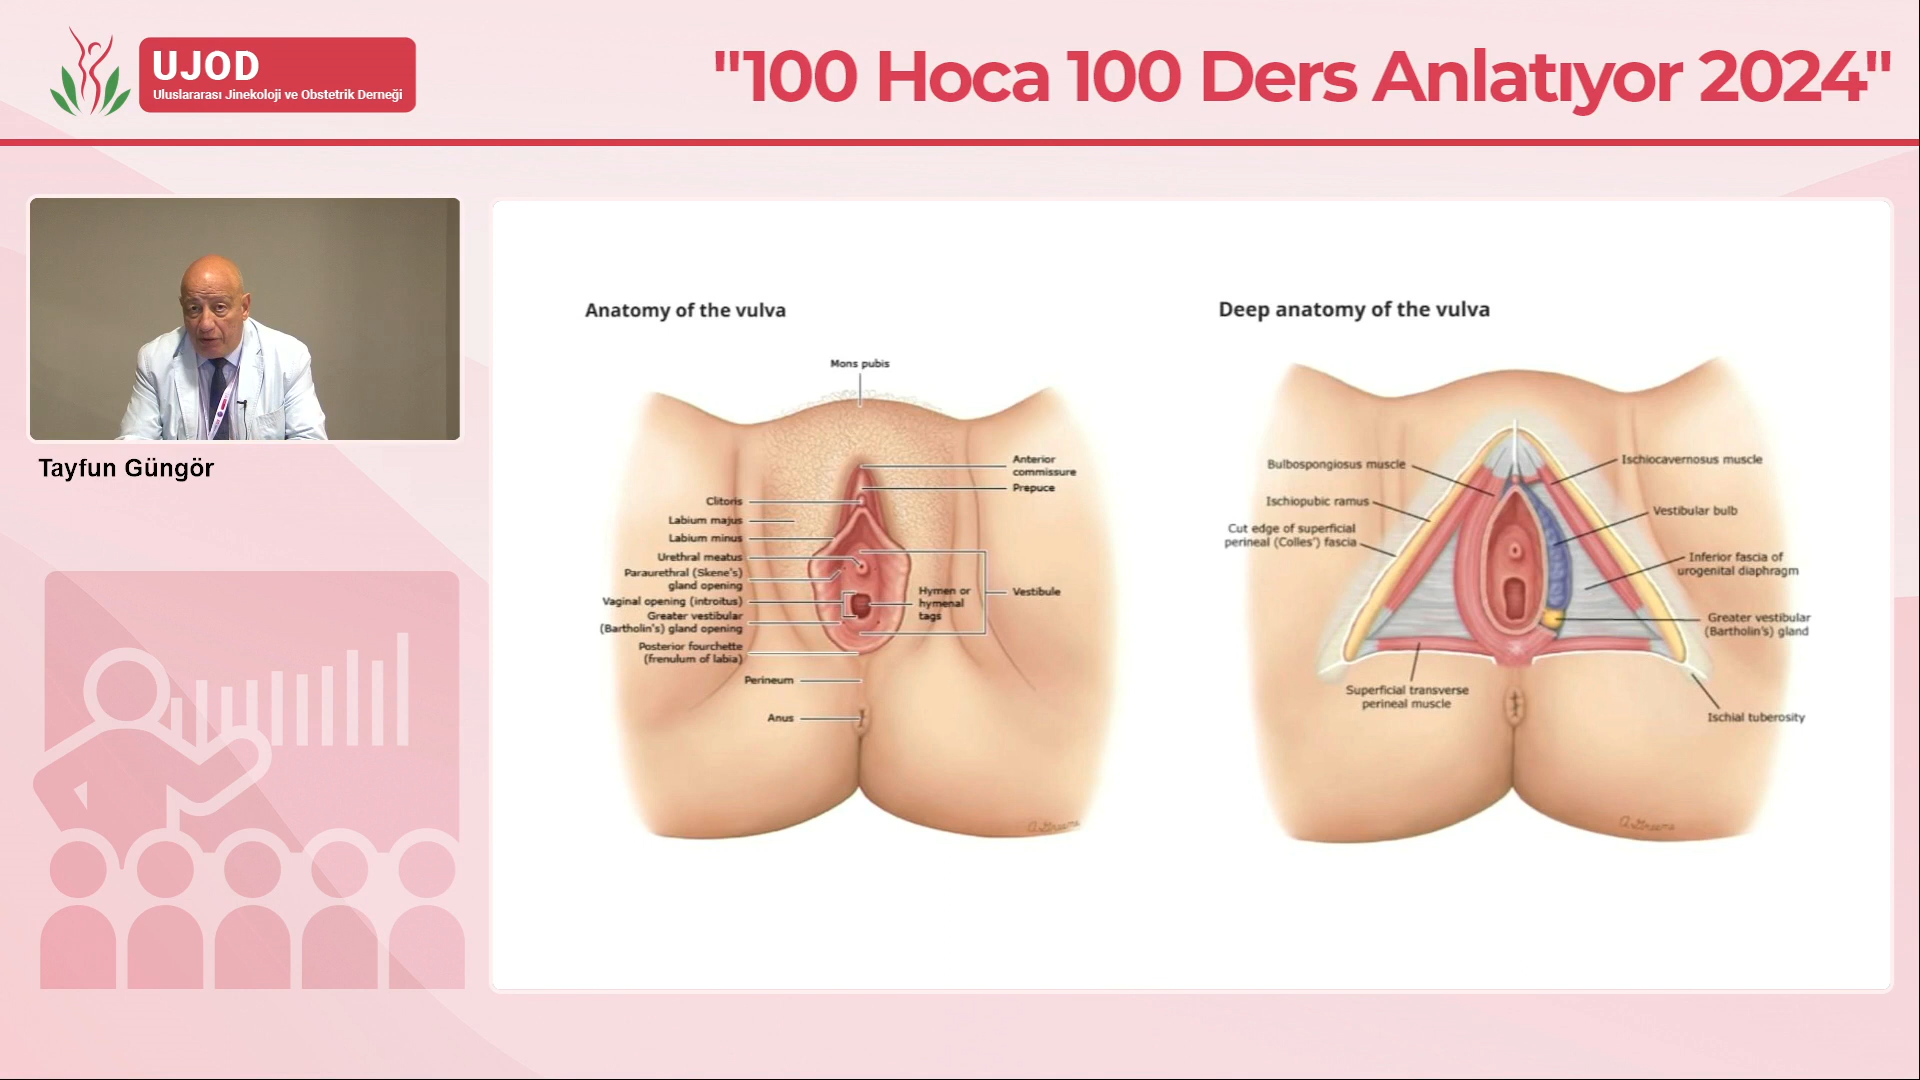 UJOD
Uluslararası Jinekoloji ve Obstetrik Derneği
"100 Hoca 100 Ders Anlatıyor 2024"
Tayfun Güngör
Anatomy of the vulva
Mons pubis
Anterior
commissure
Prepuce
Clitoris
Labium majus
Labium minus
Urethral meatus
Paraurethral (Skene's)
gland opening
Vaginal opening (introitus)
Greater vestibular
(Bartholin's) gland opening
Posterior fourchette
(frenulum of labia)
Perineum
Anus
Hymen or
hymenal
tags
Vestibule
A.Greene
Deep anatomy of the vulva
Bulbospongiosus muscle
Ischiopubic ramus
Cut edge of superficial
perineal (Colles') fascia
Superficial transverse
perineal muscle
Ischiocavernosus muscle
Vestibular bulb
Inferior fascia of
urogenital diaphragm
Greater vestibular
(Bartholin's) gland
Ischial tuberosity
A.Greene